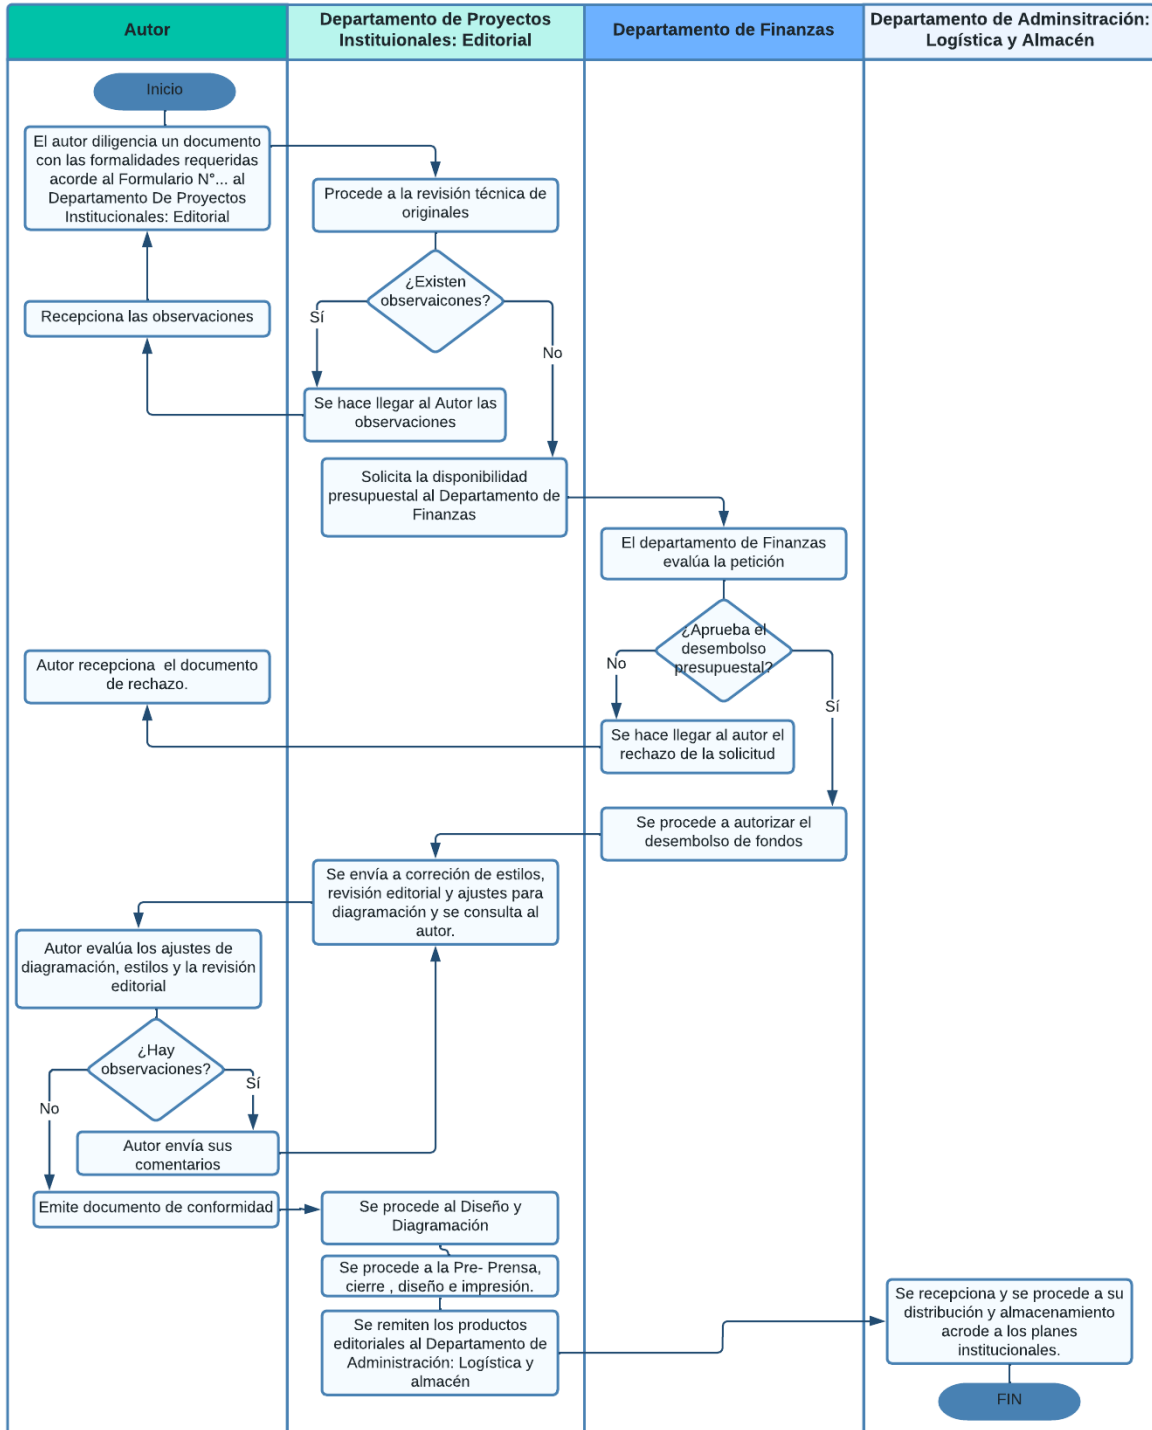 Autor
Departamento de Proyectos
Instituionales: Editorial
Departamento de Finanzas
Departamento de Adminsitración:
Logística y Almacén
Inicio
El autor diligencia un documento
con las formalidades requeridas
acorde al Formulario N°... al
Departamento De Proyectos
Institucionales: Editorial
Procede a la revisión técnica de
originales
¿Existen
observaicones?
Sí
No
Recepciona las observaciones
Se hace llegar al Autor las
observaciones
Solicita la disponibilidad
presupuestal al Departamento de
Finanzas
El departamento de Finanzas
evalúa la petición
¿Aprueba el
desembolso
presupuestal?
No
Sí
Autor recepciona el documento
de rechazo.
Se hace llegar al autor el
rechazo de la solicitud
Se procede a autorizar el
desembolso de fondos
Se envía a correción de estilos,
revisión editorial y ajustes para
diagramación y se consulta al
autor.
Autor evalúa los ajustes de
diagramación, estilos y la revisión
editorial
¿Hay
observaciones?
Sí
No
Autor envía sus
comentarios
Emite documento de conformidad
Se procede al Diseño y
Diagramación
Se procede a la Pre- Prensa,
cierre , diseño e impresión.
Se remiten los productos
editoriales al Departamento de
Administración: Logística y
almacén
Se recepciona y se procede a su
distribución y almacenamiento
acrode a los planes
institucionales.
FIN